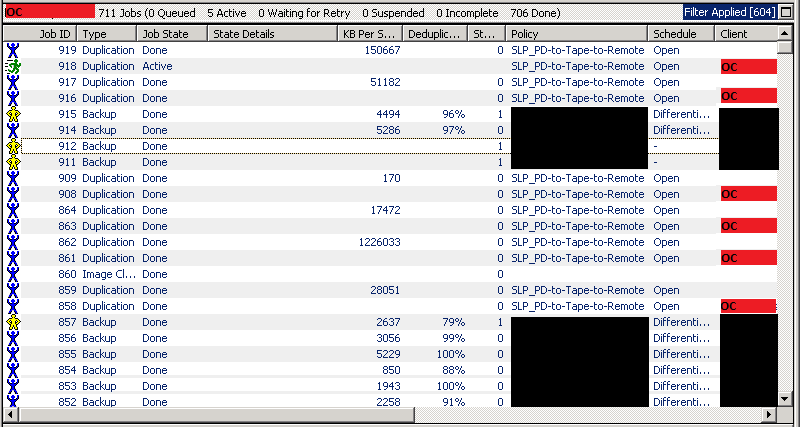 OC 711 Jobs (0 Queued 5 Active 0 Waiting for Retry 0 Suspended 0 Incomplete 706 Done) Filter Applied [604]
Job ID Type Job State State Details KB Per S... Deduplic... St... Policy Schedule Client
919 Duplication Done 150667 0 SLP_PD-to-Tape-to-Remote Open
918 Duplication Active 0 SLP_PD-to-Tape-to-Remote Open OC
917 Duplication Done 51182 0 SLP_PD-to-Tape-to-Remote Open
916 Duplication Done 0 SLP_PD-to-Tape-to-Remote Open OC
915 Backup Done 4494 96% 1 Differenti...
914 Backup Done 5286 97% 0 Differenti...
912 Backup Done 1 -
911 Backup Done 1 -
909 Duplication Done 170 0 SLP_PD-to-Tape-to-Remote Open
908 Duplication Done 0 SLP_PD-to-Tape-to-Remote Open OC
864 Duplication Done 17472 0 SLP_PD-to-Tape-to-Remote Open
863 Duplication Done 0 SLP_PD-to-Tape-to-Remote Open OC
862 Duplication Done 1226033 0 SLP_PD-to-Tape-to-Remote Open
861 Duplication Done 0 SLP_PD-to-Tape-to-Remote Open OC
860 Image Cl... Done 0
859 Duplication Done 28051 0 SLP_PD-to-Tape-to-Remote Open
858 Duplication Done 0 SLP_PD-to-Tape-to-Remote Open OC
857 Backup Done 2637 79% 1 Differenti...
856 Backup Done 3056 99% 0 Differenti...
855 Backup Done 5229 100% 0 Differenti...
854 Backup Done 850 88% 0 Differenti...
853 Backup Done 1943 100% 0 Differenti...
852 Backup Done 2258 91% 0 Differenti...